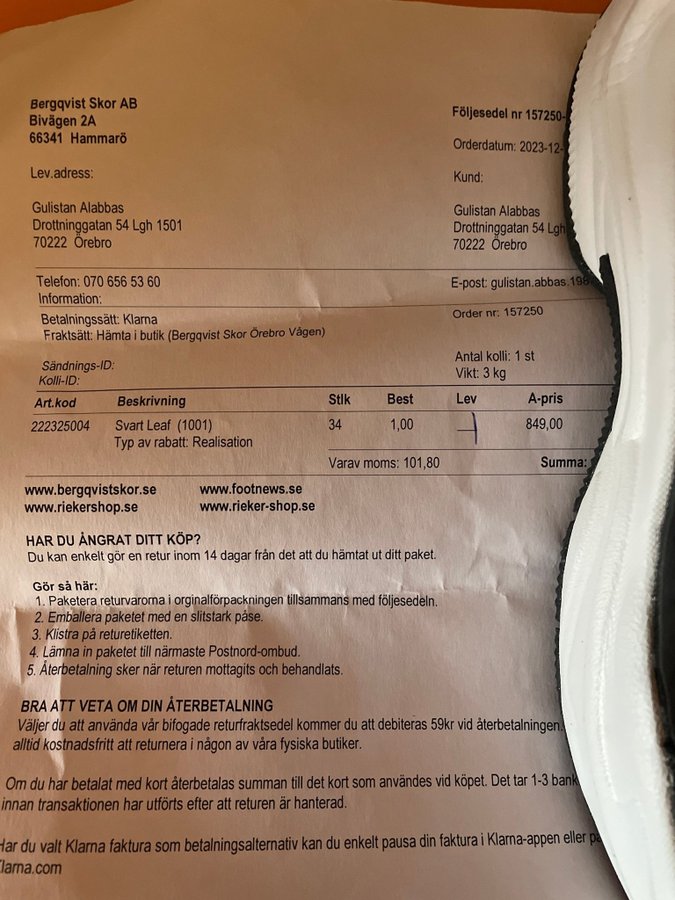 Bergqvist Skor AB
Bivägen 2A
66341 Hammarö
Följesedel nr 157250-
Orderdatum: 2023-12-
Lev.adress:
Kund:
Gulistan Alabbas
Drottninggatan 54 Lgh 1501
70222 Örebro
Gulistan Alabbas
Drottninggatan 54 Lgh
70222 Örebro
Telefon: 070 656 53 60
E-post: gulistan.abbas.198
Information:
Betalningssätt: Klarna
Order nr: 157250
Fraktsätt: Hämta i butik (Bergqvist Skor Örebro Vågen)
Sändnings-ID:
Antal kolli: 1 st
Kolli-ID:
Vikt: 3 kg
Art.kod Beskrivning Stlk Best Lev A-pris
222325004 Svart Leaf (1001) 34 1,00 849,00
Typ av rabatt: Realisation
Varav moms: 101,80 Summa:
www.bergqvistskor.se www.footnews.se
www.riekershop.se www.rieker-shop.se
HAR DU ÅNGRAT DITT KÖP?
Du kan enkelt gör en retur inom 14 dagar från det att du hämtat ut ditt paket.
Gör så här:
1. Paketera returvarorna i orginalförpackningen tillsammans med följesedeln.
2. Emballera paketet med en slitstark påse.
3. Klistra på returetiketten.
4. Lämna in paketet till närmaste Postnord-ombud.
5. Återbetalning sker när returen mottagits och behandlats.
BRA ATT VETA OM DIN ÅTERBETALNING
Väljer du att använda vår bifogade returfraktsedel kommer du att debiteras 59kr vid återbetalningen.
alltid kostnadsfritt att returnera i någon av våra fysiska butiker.
Om du har betalat med kort återbetalas summan till det kort som användes vid köpet. Det tar 1-3 bank
innan transaktionen har utförts efter att returen är hanterad.
Har du valt Klarna faktura som betalningsalternativ kan du enkelt pausa din faktura i Klarna-appen eller på
Klarna.com